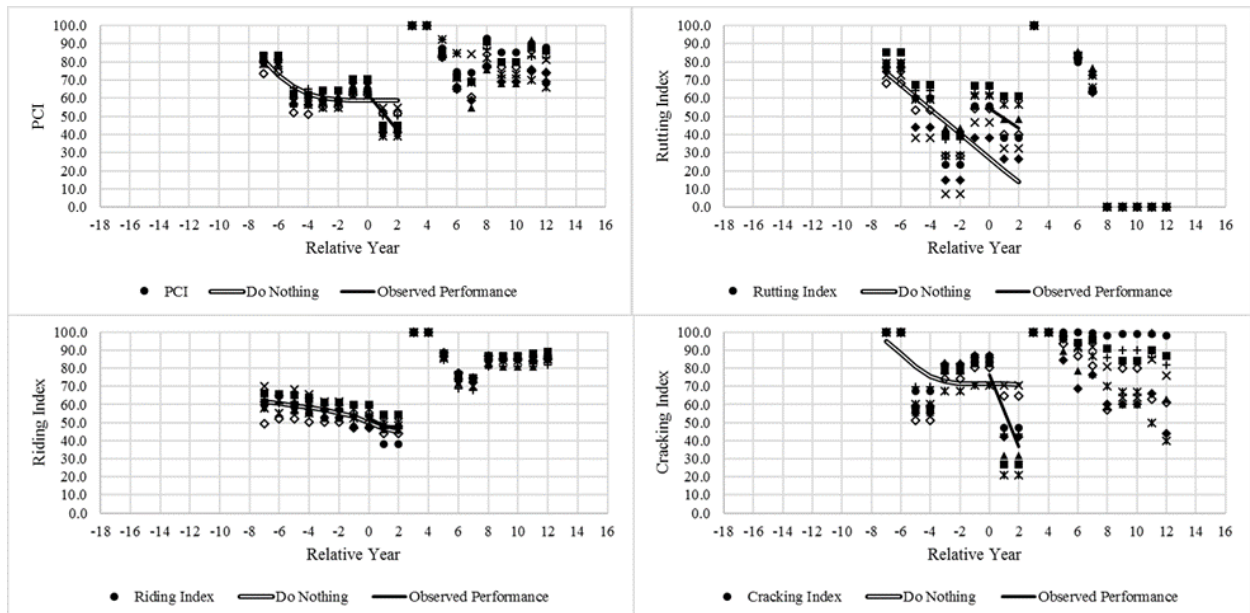 PCI
100.0
90.0
80.0
70.0
60.0
50.0
40.0
30.0
20.0
10.0
0.0
-18 -16 -14 -12 -10 -8 -6 -4 -2 0 2 4 6 8 10 12 14 16
Relative Year
PCI Do Nothing Observed Performance
Rutting Index
100.0
90.0
80.0
70.0
60.0
50.0
40.0
30.0
20.0
10.0
0.0
-18 -16 -14 -12 -10 -8 -6 -4 -2 0 2 4 6 8 10 12 14 16
Relative Year
Rutting Index Do Nothing Observed Performance
Riding Index
100.0
90.0
80.0
70.0
60.0
50.0
40.0
30.0
20.0
10.0
0.0
-18 -16 -14 -12 -10 -8 -6 -4 -2 0 2 4 6 8 10 12 14 16
Relative Year
Riding Index Do Nothing Observed Performance
Cracking Index
100.0
90.0
80.0
70.0
60.0
50.0
40.0
30.0
20.0
10.0
0.0
-18 -16 -14 -12 -10 -8 -6 -4 -2 0 2 4 6 8 10 12 14 16
Relative Year
Cracking Index Do Nothing Observed Performance